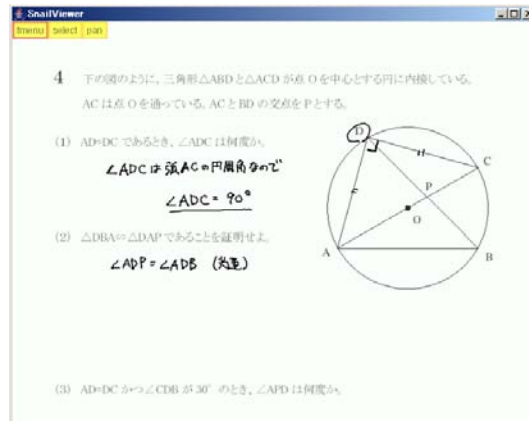 SnailViewer
fmenu select pan
4 下の図のように、三角形△ABDと△ACDが点Oを中心とする円に内接している。
ACは点Oを通っている。ACとBDの交点をPとする。
(1) AD=DCであるとき、∠ADCは何度か。
∠ADCは弧ACの円周角なので
∠ADC = 90°
(2) △DBA∽△DAPであることを証明せよ。
∠ADP = ∠ADB (共通)
(3) AD=DCかつ∠CDBが30°のとき、∠APDは何度か。
D
C
P
O
A
B